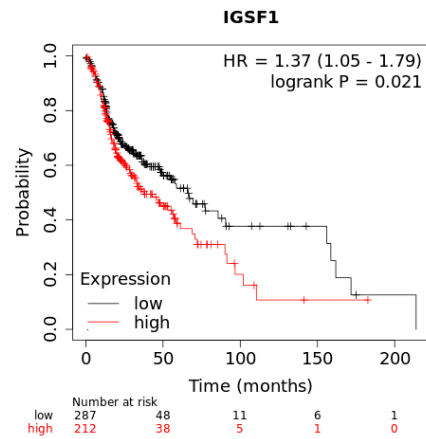 IGSF1
HR = 1.37 (1.05 - 1.79)
logrank P = 0.021
Probability
1.0
0.8
0.6
0.4
0.2
0.0
Expression
low
high
0 50 100 150 200
Time (months)
Number at risk
low 287 48 11 6 1
high 212 38 5 1 0